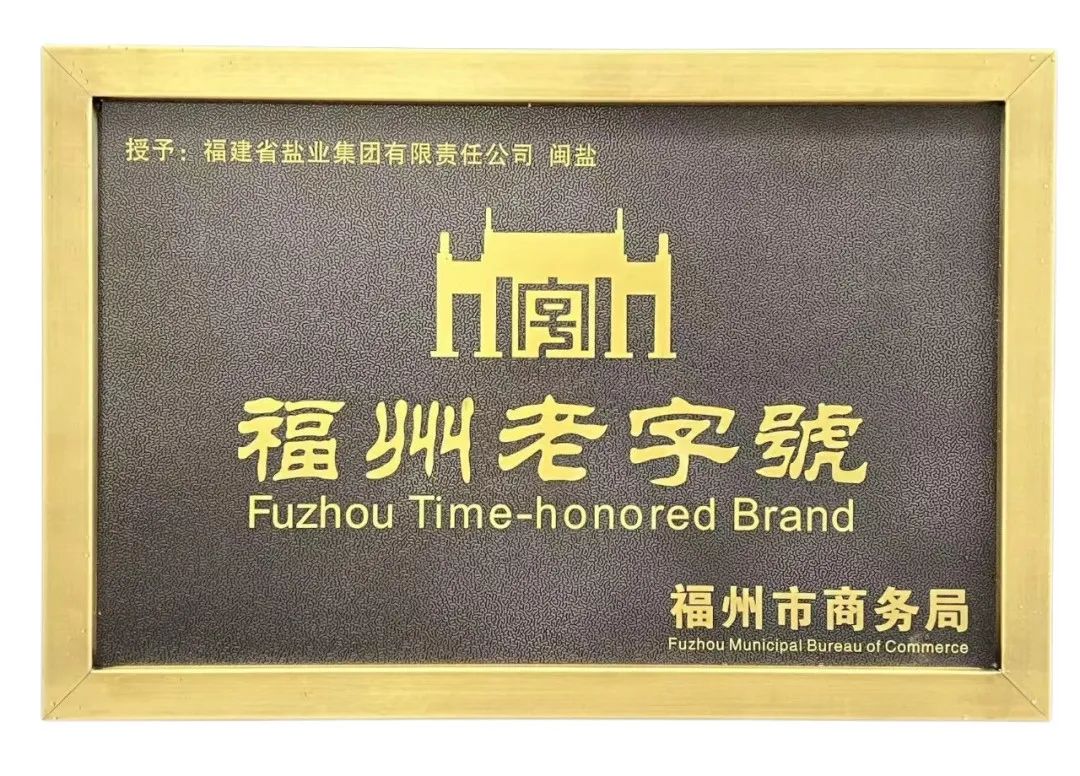 授予：福建省盐业集团有限责任公司 闽盐
福州老字號
Fuzhou Time-honored Brand
福州市商务局
Fuzhou Municipal Bureau of Commerce